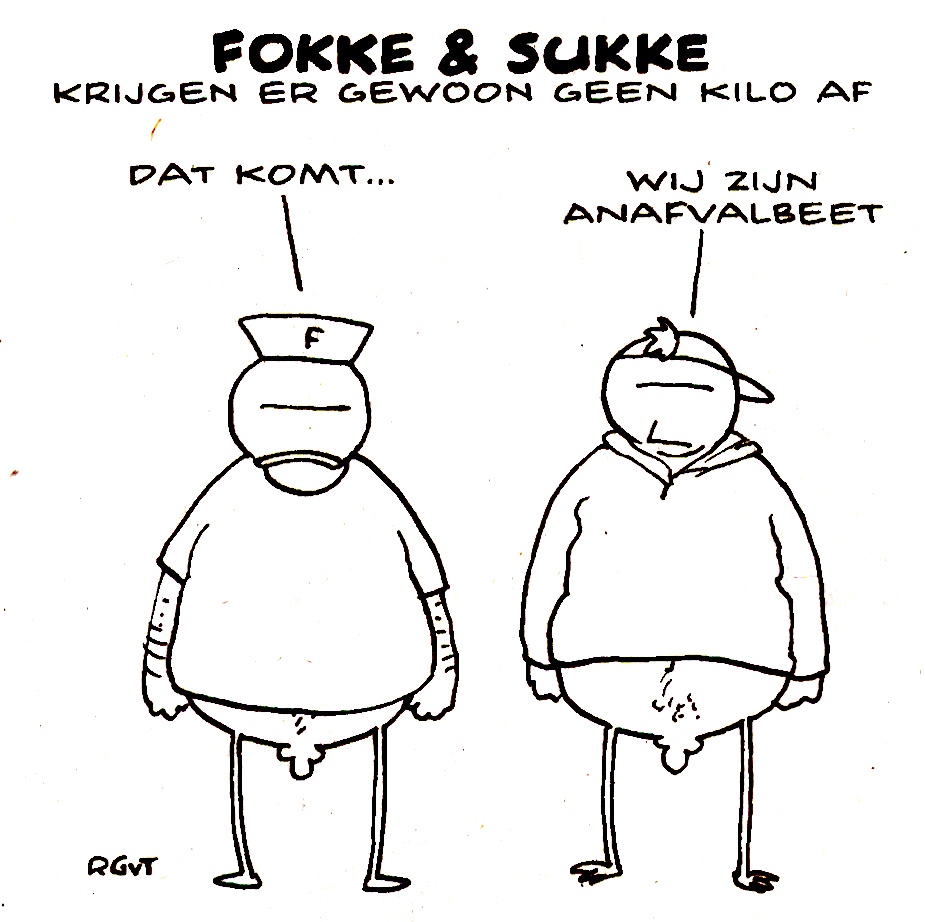 FOKKE & SUKKE
KRIJGEN ER GEWOON GEEN KILO AF
DAT KOMT...
WIJ ZIJN
ANAFVALBEET
F
RGvT